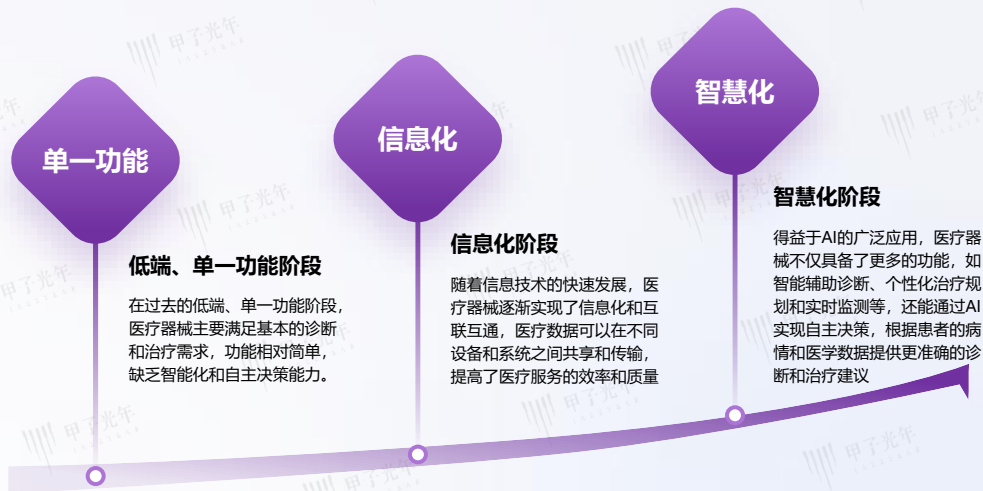 单一功能
低端、单一功能阶段
在过去的低端、单一功能阶段，
医疗器械主要满足基本的诊断
和治疗需求，功能相对简单，
缺乏智能化和自主决策能力。
信息化
信息化阶段
随着信息技术的快速发展，医
疗器械逐渐实现了信息化和互
联互通，医疗数据可以在不同
设备和系统之间共享和传输，
提高了医疗服务的效率和质量
智慧化
智慧化阶段
得益于AI的广泛应用，医疗器
械不仅具备了更多的功能，如
智能辅助诊断、个性化治疗规
划和实时监测等，还能通过AI
实现自主决策，根据患者的病
情和医学数据提供更准确的诊
断和治疗建议
甲子光年